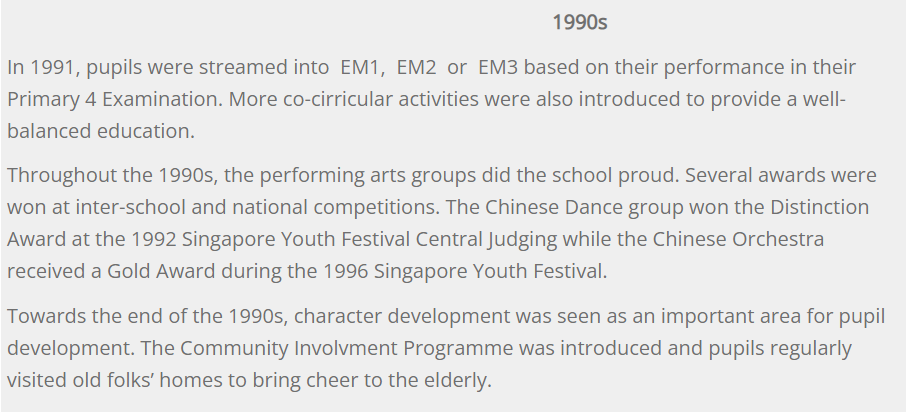 1990s
In 1991, pupils were streamed into  EM1,  EM2  or  EM3 based on their performance in their
Primary 4 Examination. More co-cirricular activities were also introduced to provide a well-
balanced education.
Throughout the 1990s, the performing arts groups did the school proud. Several awards were
won at inter-school and national competitions. The Chinese Dance group won the Distinction
Award at the 1992 Singapore Youth Festival Central Judging while the Chinese Orchestra
received a Gold Award during the 1996 Singapore Youth Festival.
Towards the end of the 1990s, character development was seen as an important area for pupil
development. The Community Involvment Programme was introduced and pupils regularly
visited old folks’ homes to bring cheer to the elderly.